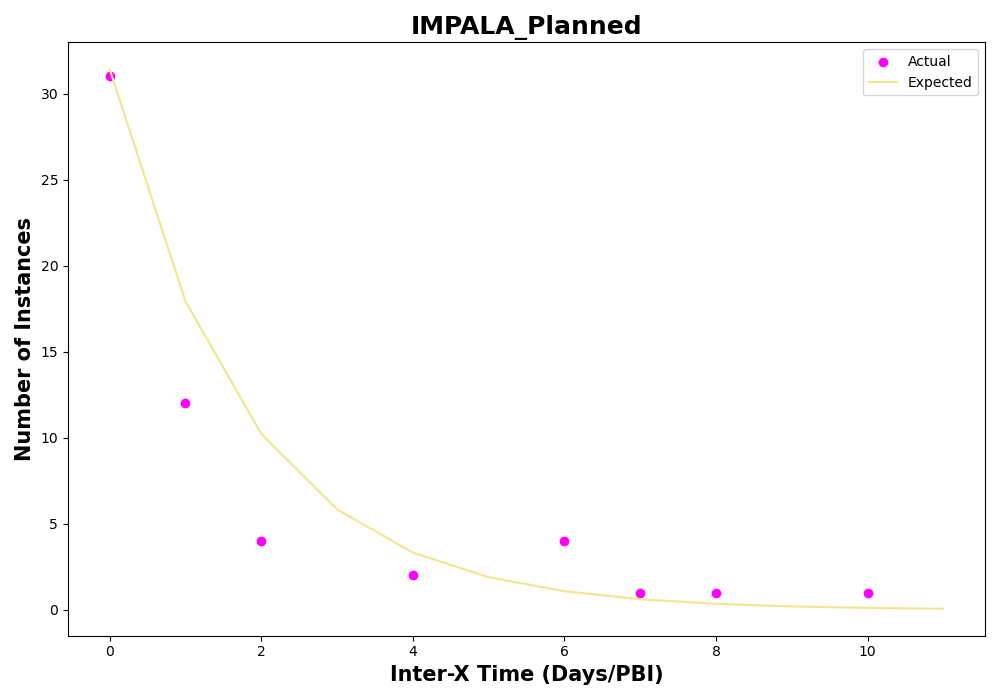 IMPALA_Planned
Actual
Expected
30
25
20
15
10
5
0
Number of Instances
0 2 4 6 8 10
Inter-X Time (Days/PBI)